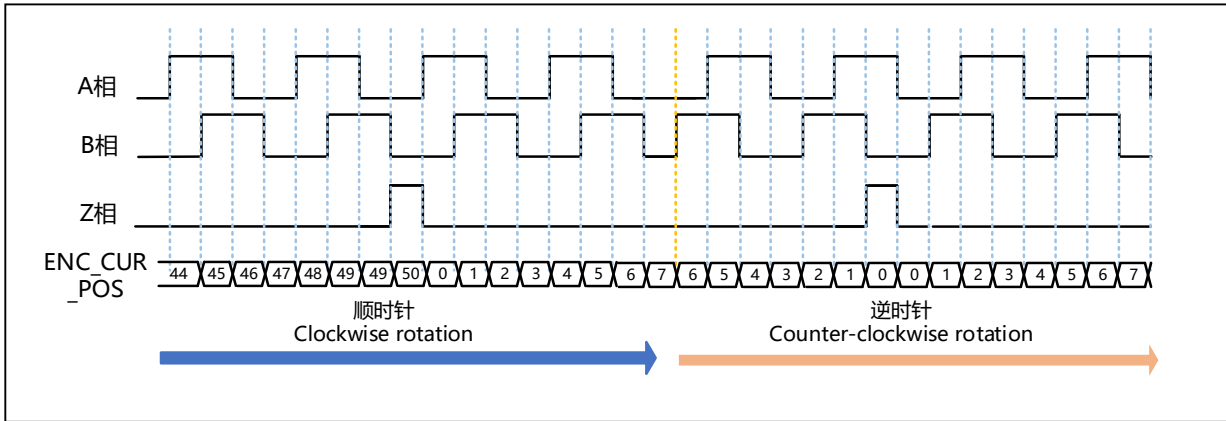 A相
B相
Z相
ENC_CUR
_POS
44 45 46 47 48 49 49 50 0 1 2 3 4 5 6 7 6 5 4 3 2 1 0 0 1 2 3 4 5 6 7
顺时针
Clockwise rotation
逆时针
Counter-clockwise rotation